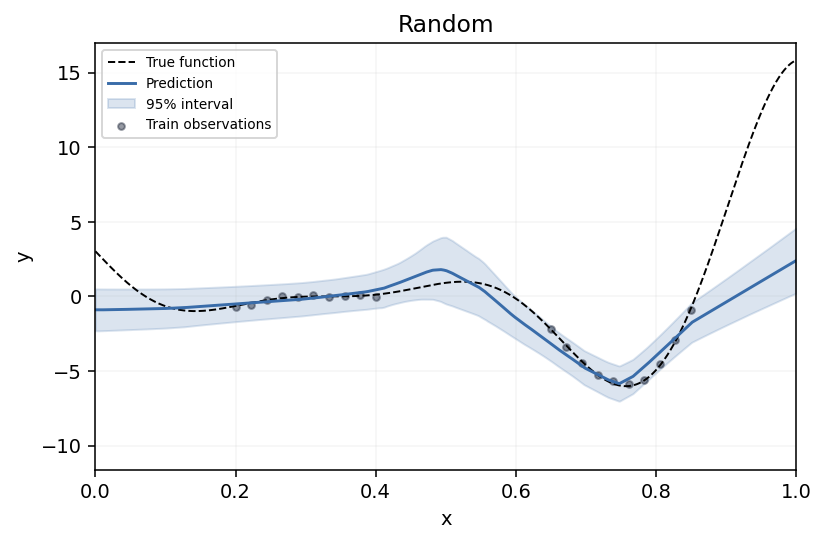 Random
True function
Prediction
95% interval
Train observations
y
15
10
5
0
−5
−10
0.0 0.2 0.4 0.6 0.8 1.0
x